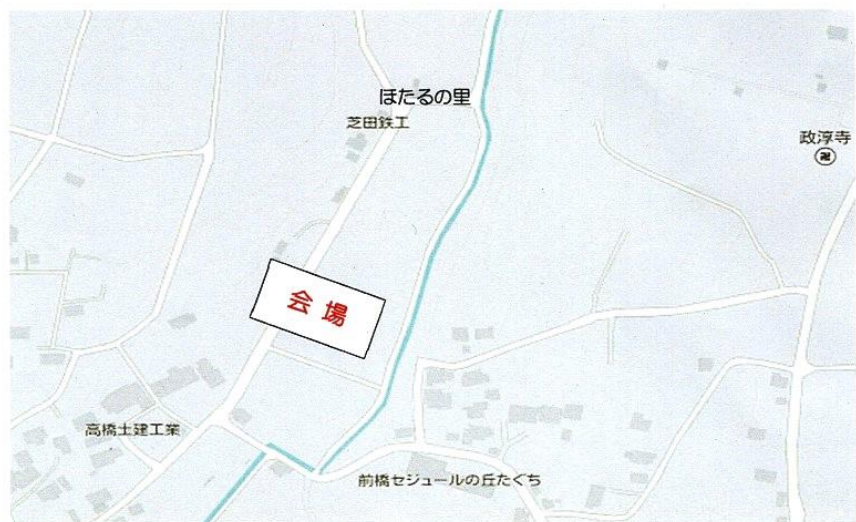 ほたるの里
芝田鉄工
政淳寺
会場
高橋土建工業
前橋セジュールの丘たぐち